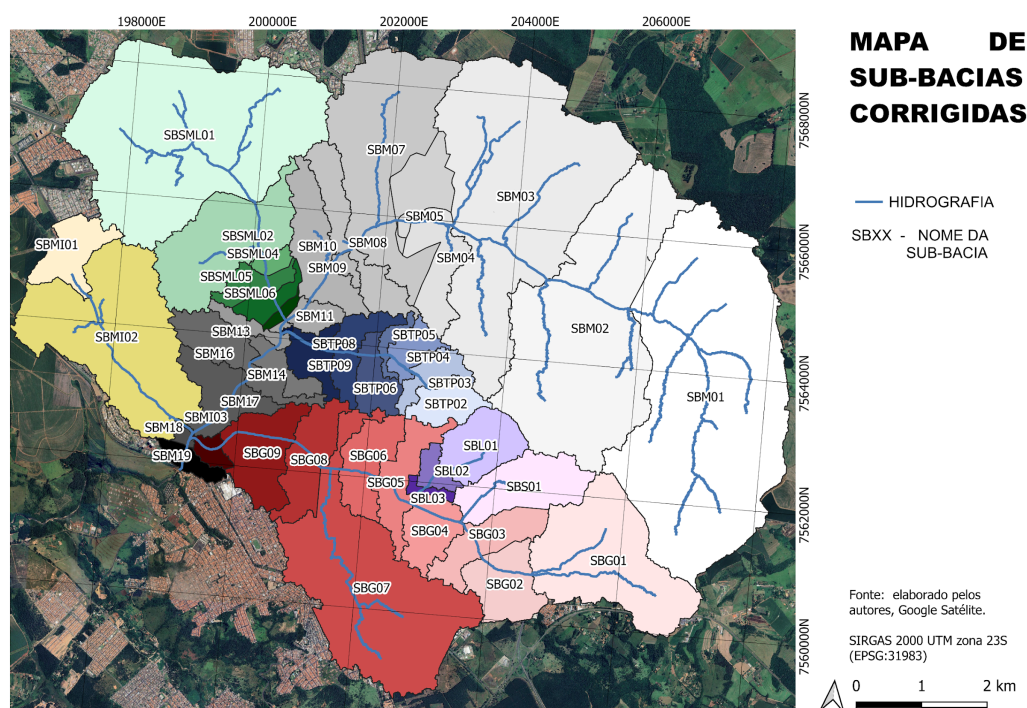 198000E
200000E
202000E
204000E
206000E
MAPA DE
SUB-BACIAS
CORRIGIDAS
7568000N
7566000N
7564000N
7562000N
7560000N
SBSML01
SBM07
SBM03
SBM05
SBSML02
SBMI01
SBM10
SBM08
SBSML04
SBM04
SBM09
SBSML05
SBSML06
SBM11
SBM02
SBM13
SBMI02
SBTP05
SBTP08
SBM16
SBTP04
SBTP09
SBM14
SBTP03
SBTP06
SBM01
SBM17
SBTP02
SBMI03
SBM18
SBL01
SBG09
SBM19
SBG06
SBG08
SBL02
SBG05
SBS01
SBL03
SBG04
SBG03
SBG01
SBG02
SBG07
HIDROGRAFIA
SBXX - NOME DA
SUB-BACIA
Fonte: elaborado pelos
autores, Google Satélite.
SIRGAS 2000 UTM zona 23S
(EPSG:31983)
0 1 2 km